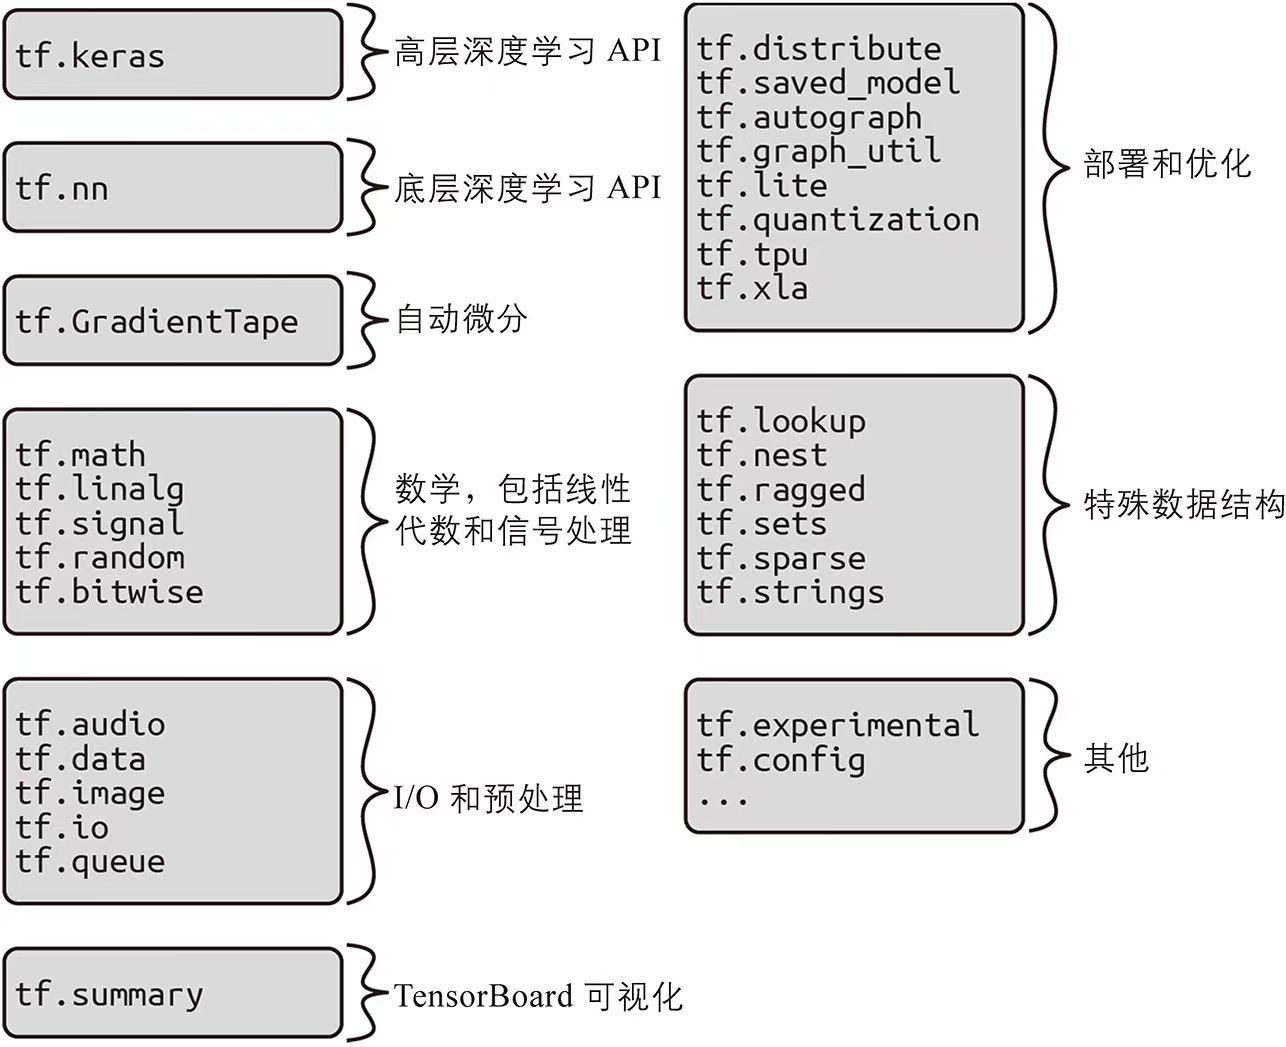 tf.keras
高层深度学习 API
tf.nn
底层深度学习 API
tf.GradientTape
自动微分
tf.math
tf.linalg
tf.signal
tf.random
tf.bitwise
数学，包括线性
代数和信号处理
tf.audio
tf.data
tf.image
tf.io
tf.queue
I/O 和预处理
tf.summary
TensorBoard 可视化
tf.distribute
tf.saved_model
tf.autograph
tf.graph_util
tf.lite
tf.quantization
tf.tpu
tf.xla
部署和优化
tf.lookup
tf.nest
tf.ragged
tf.sets
tf.sparse
tf.strings
特殊数据结构
tf.experimental
tf.config
...
其他